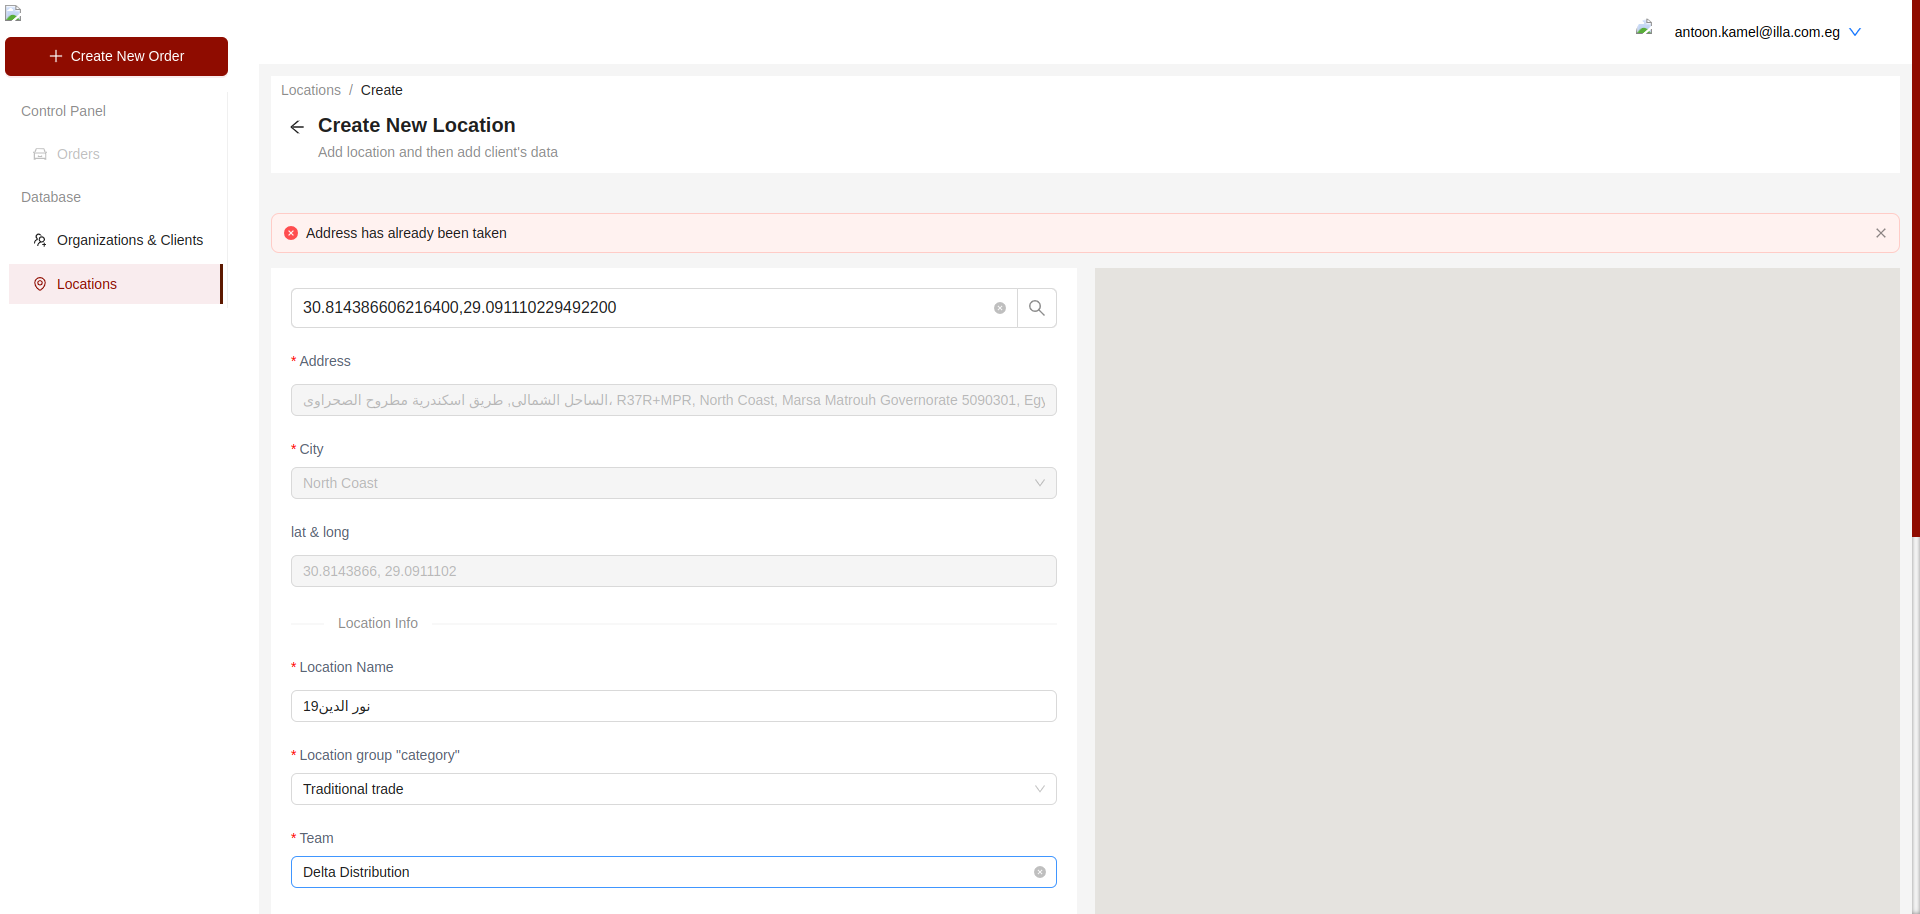 antoon.kamel@illa.com.eg
Create New Order
Control Panel
Orders
Database
Organizations & Clients
Locations
Locations / Create
Create New Location
Add location and then add client's data
Address has already been taken
30.814386606216400,29.091110229492200
* Address
الساحل الشمالى, طريق اسكندرية مطروح الصحراوى، R37R+MPR, North Coast, Marsa Matrouh Governorate 5090301, Egy
* City
North Coast
lat & long
30.8143866, 29.0911102
Location Info
* Location Name
نور الدين19
* Location group "category"
Traditional trade
* Team
Delta Distribution